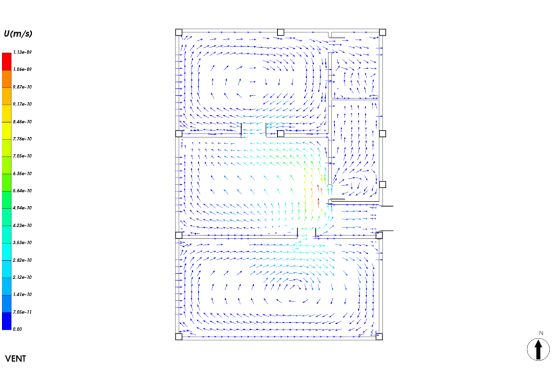 U(m/s)
1.13e-09
1.06e-09
9.87e-10
9.17e-10
8.46e-10
7.76e-10
7.05e-10
6.35e-10
5.64e-10
4.94e-10
4.23e-10
3.53e-10
2.82e-10
2.12e-10
1.41e-10
7.05e-11
0.00
N
VENT